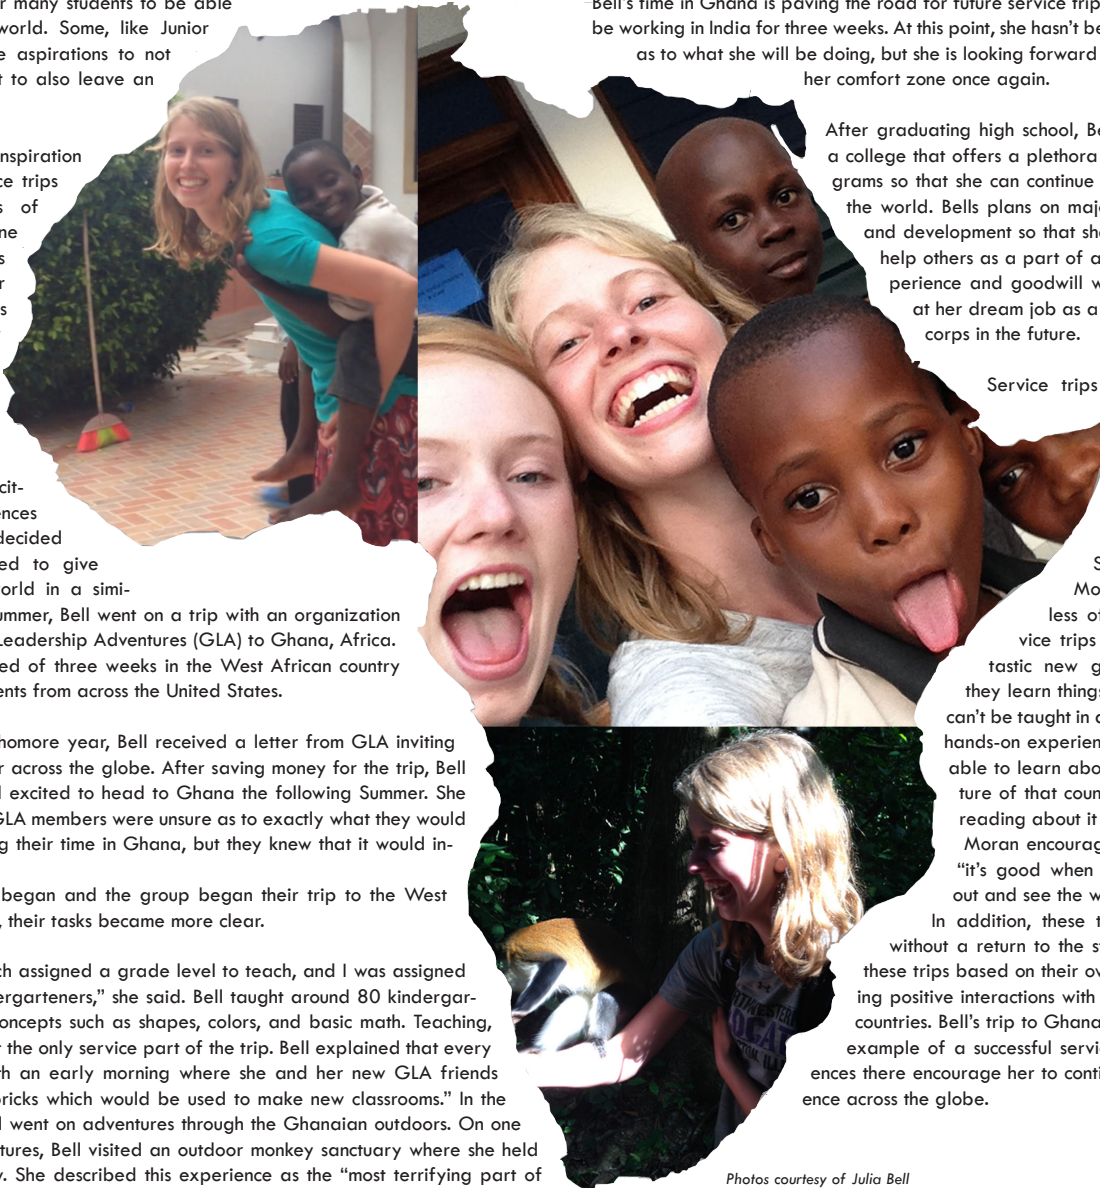 r many students to be able
world. Some, like Junior
e aspirations to not
t to also leave an
nspiration
ce trips
s of
ne
s
r
s
cit-
ences
decided
ed to give
orld in a simi-
ummer, Bell went on a trip with an organization
Leadership Adventures (GLA) to Ghana, Africa.
ed of three weeks in the West African country
ents from across the United States.
homore year, Bell received a letter from GLA inviting
r across the globe. After saving money for the trip, Bell
l excited to head to Ghana the following Summer. She
GLA members were unsure as to exactly what they would
g their time in Ghana, but they knew that it would in-
began and the group began their trip to the West
, their tasks became more clear.
ch assigned a grade level to teach, and I was assigned
ergarteners,” she said. Bell taught around 80 kindergar-
oncepts such as shapes, colors, and basic math. Teaching,
t the only service part of the trip. Bell explained that every
th an early morning where she and her new GLA friends
bricks which would be used to make new classrooms.” In the
l went on adventures through the Ghanaian outdoors. On one
tures, Bell visited an outdoor monkey sanctuary where she held
y. She described this experience as the “most terrifying part of
Bell’s time in Ghana is paving the road for future service trip
be working in India for three weeks. At this point, she hasn’t be
as to what she will be doing, but she is looking forward
her comfort zone once again.
After graduating high school, Be
a college that offers a plethora
grams so that she can continue
the world. Bells plans on majo
and development so that she
help others as a part of a
perience and goodwill w
at her dream job as a
corps in the future.
Service trips
S
Mo
less of
vice trips
tastic new g
they learn things
can’t be taught in a
hands-on experien
able to learn abo
ture of that coun
reading about it
Moran encourag
“it’s good when
out and see the w
In addition, these t
without a return to the st
these trips based on their ov
ing positive interactions with
countries. Bell’s trip to Ghana
example of a successful servic
ences there encourage her to conti
ence across the globe.
Photos courtesy of Julia Bell